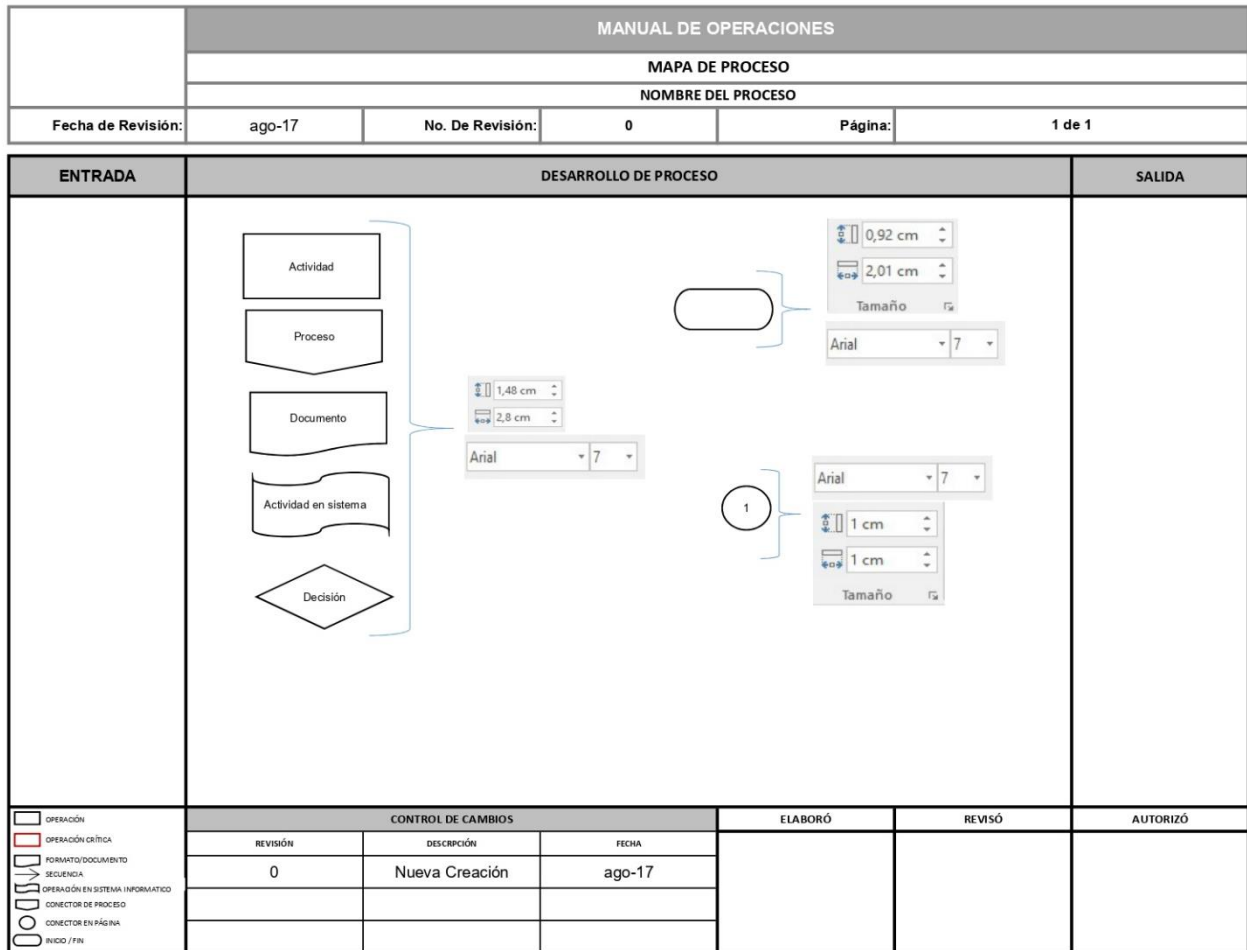 MANUAL DE OPERACIONES
MAPA DE PROCESO
NOMBRE DEL PROCESO
Fecha de Revisión: ago-17 No. De Revisión: 0 Página: 1 de 1
ENTRADA DESARROLLO DE PROCESO SALIDA
Actividad
Proceso
Documento
Actividad en sistema
Decisión
1,48 cm
2,8 cm
Arial 7
0,92 cm
2,01 cm
Tamaño
Arial 7
1
Arial 7
1 cm
1 cm
Tamaño
OPERACIÓN
OPERACIÓN CRÍTICA
FORMATO/DOCUMENTO
SECUENCIA
OPERACIÓN EN SISTEMA INFORMATICO
CONECTOR DE PROCESO
CONECTOR EN PÁGINA
INICIO / FIN
CONTROL DE CAMBIOS
REVISIÓN DESCRPCIÓN FECHA
0 Nueva Creación ago-17
ELABORÓ REVISÓ AUTORIZÓ